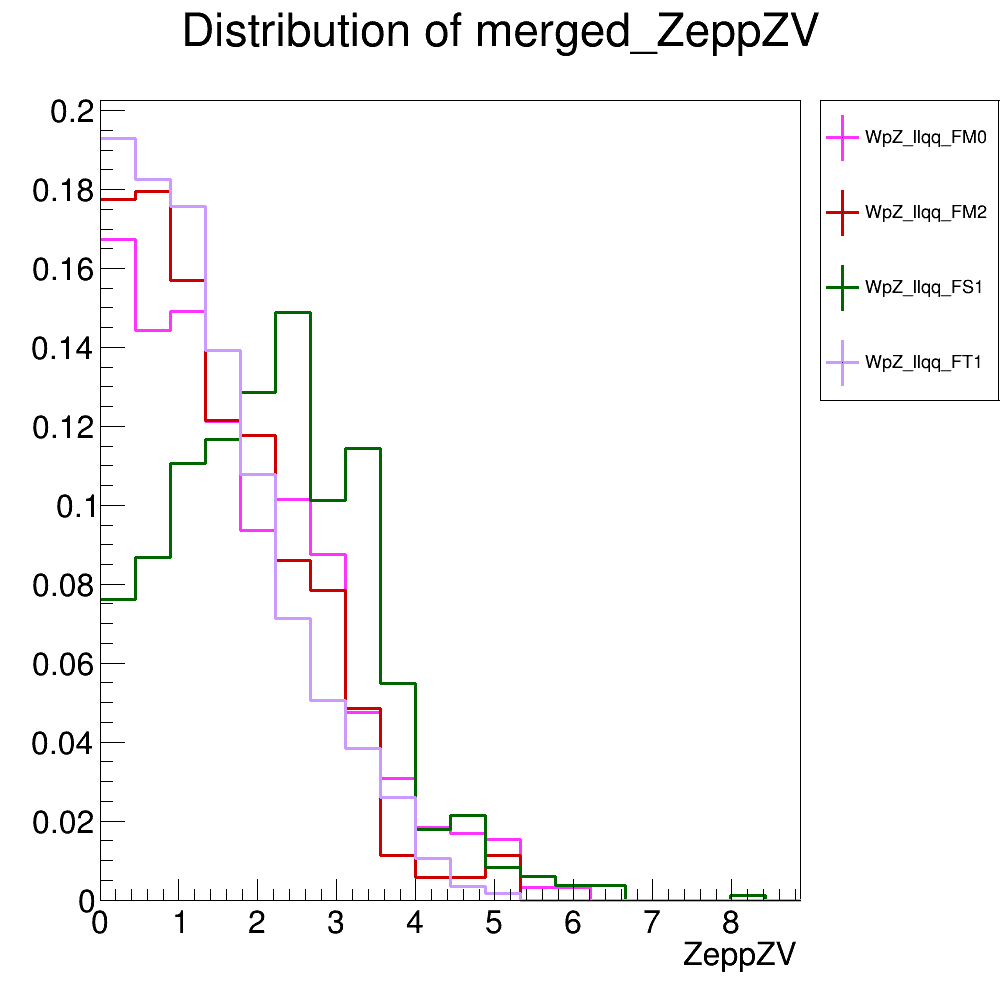 Distribution of merged_ZeppZV
0.2
0.18
0.16
0.14
0.12
0.1
0.08
0.06
0.04
0.02
0
0 1 2 3 4 5 6 7 8
ZeppZV
WpZ_llqq_FM0
WpZ_llqq_FM2
WpZ_llqq_FS1
WpZ_llqq_FT1